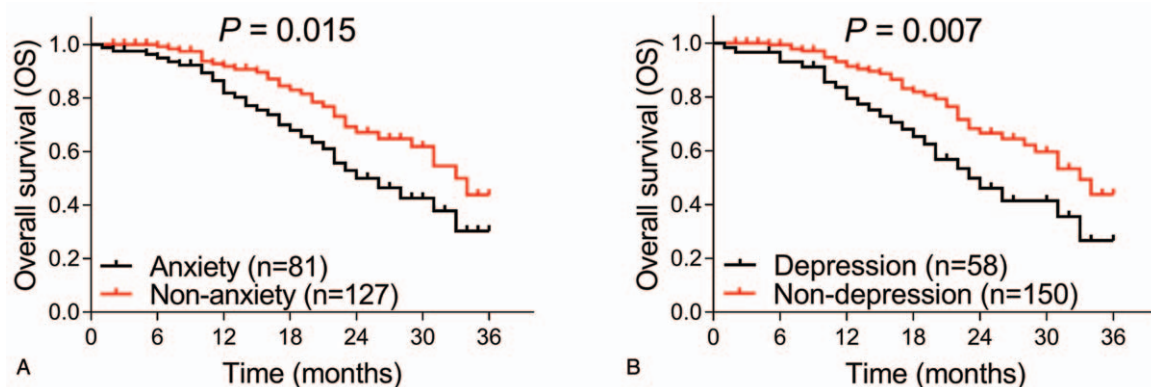 P = 0.015
Overall survival (OS)
1.0
0.8
0.6
0.4
0.2
0.0
Anxiety (n=81)
Non-anxiety (n=127)
0 6 12 18 24 30 36
Time (months)
A
P = 0.007
Overall survival (OS)
1.0
0.8
0.6
0.4
0.2
0.0
Depression (n=58)
Non-depression (n=150)
0 6 12 18 24 30 36
Time (months)
B